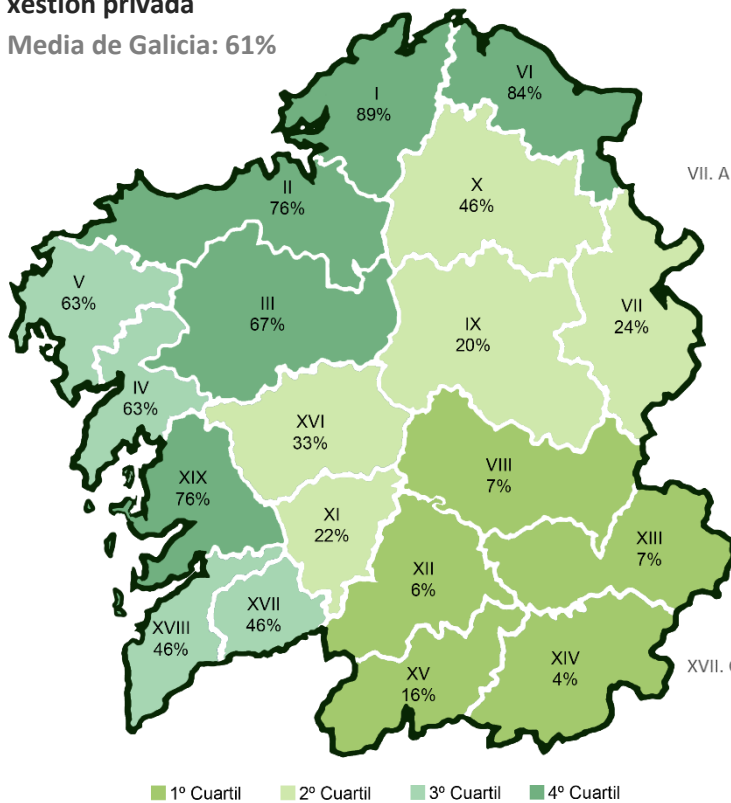 xestión privada
Media de Galicia: 61%
I
89%
VI
84%
VII. A
II
76%
X
46%
V
63%
III
67%
IX
20%
VII
24%
IV
63%
XVI
33%
XIX
76%
VIII
7%
XI
22%
XIII
7%
XII
6%
XVIII
46%
XVII
46%
XV
16%
XIV
4%
XVII.
1º Cuartil
2º Cuartil
3º Cuartil
4º Cuartil